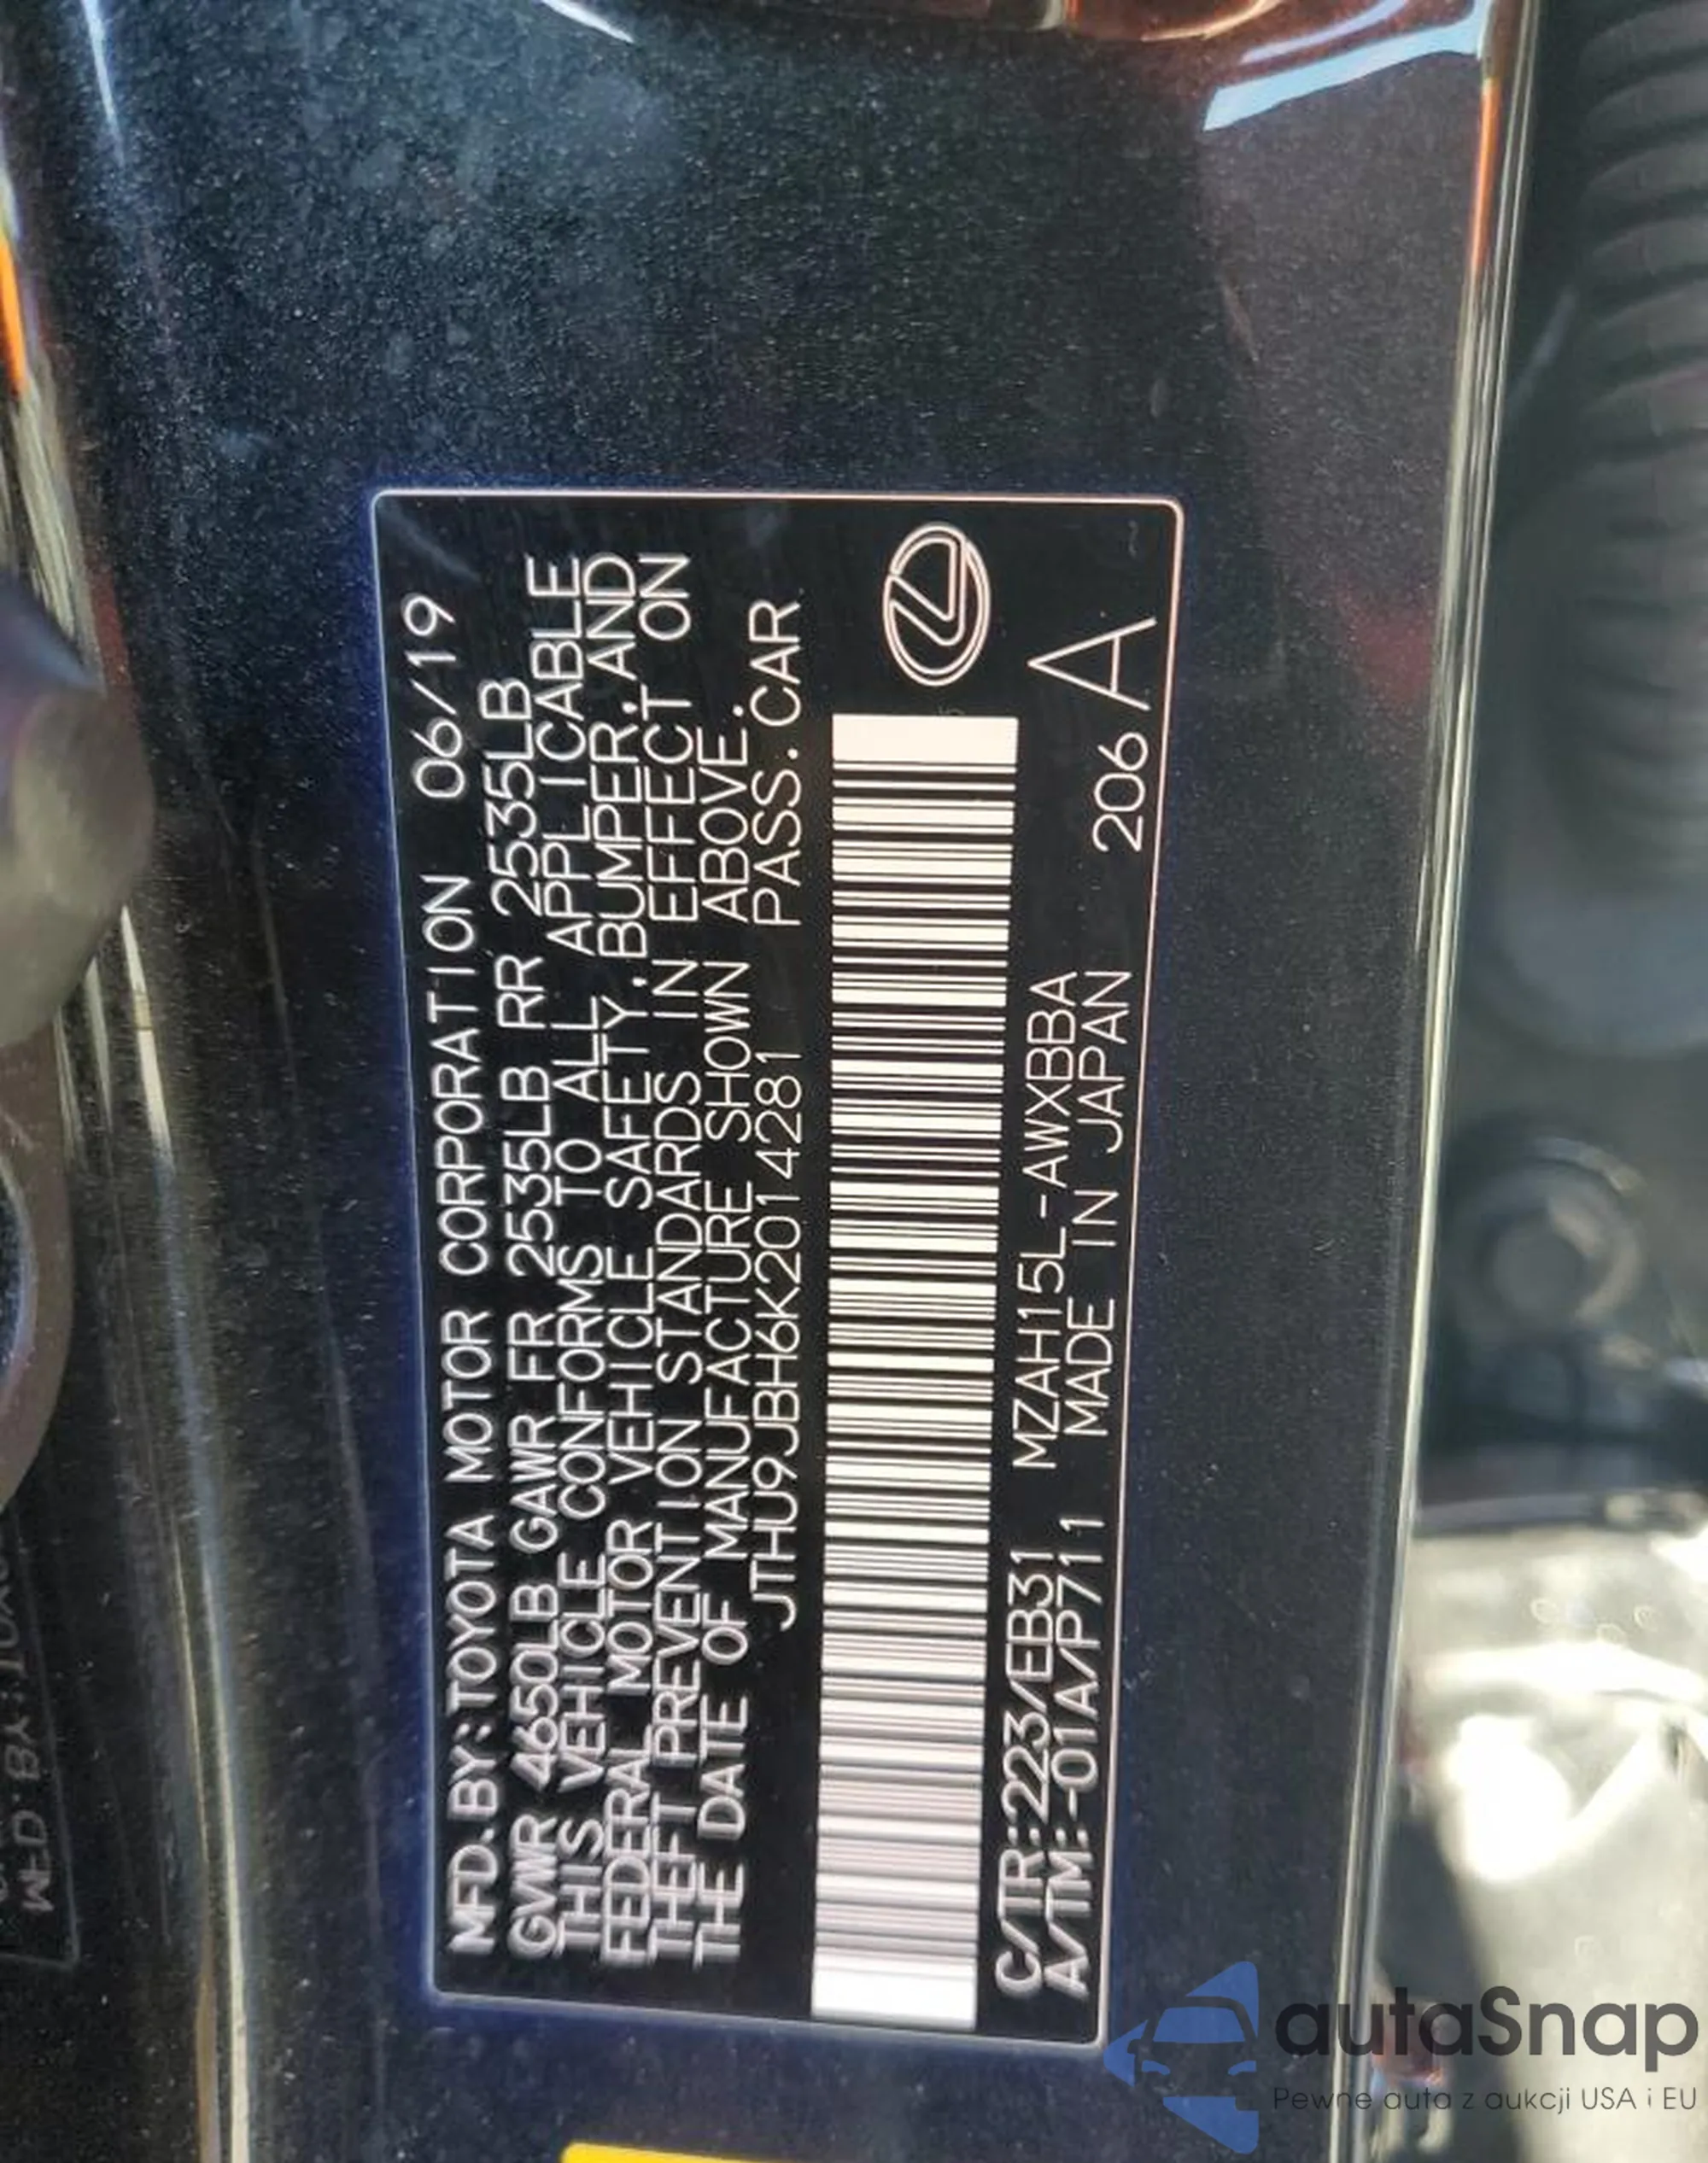 MFD.BY:TOYOTA MOTOR CORPORATION 06/19
GVWR 4650LB GAWR FR 2535LB RR 2535LB
THIS VEHICLE CONFORMS TO ALL APPLICABLE
FEDERAL MOTOR VEHICLE SAFETY,BUMPER,AND
THEFT PREVENTION STANDARDS IN EFFECT ON
THE DATE OF MANUFACTURE SHOWN ABOVE.
JTHU9JBH6K2014281 PASS.CAR
C/TR:223/EB31 MZAH15L-AWXBBA
A/TM:-01A/P711 MADE IN JAPAN 206 A
MFD.BY:TO
autaSnap
Pewne auta z aukcji USA i EU